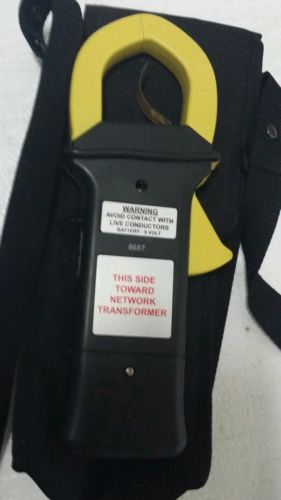 WARNING
AVOID CONTACT WITH
LIVE CONDUCTORS
BATTERY - 9 VOLT
8687
THIS SIDE
TOWARD
NETWORK
TRANSFORMER